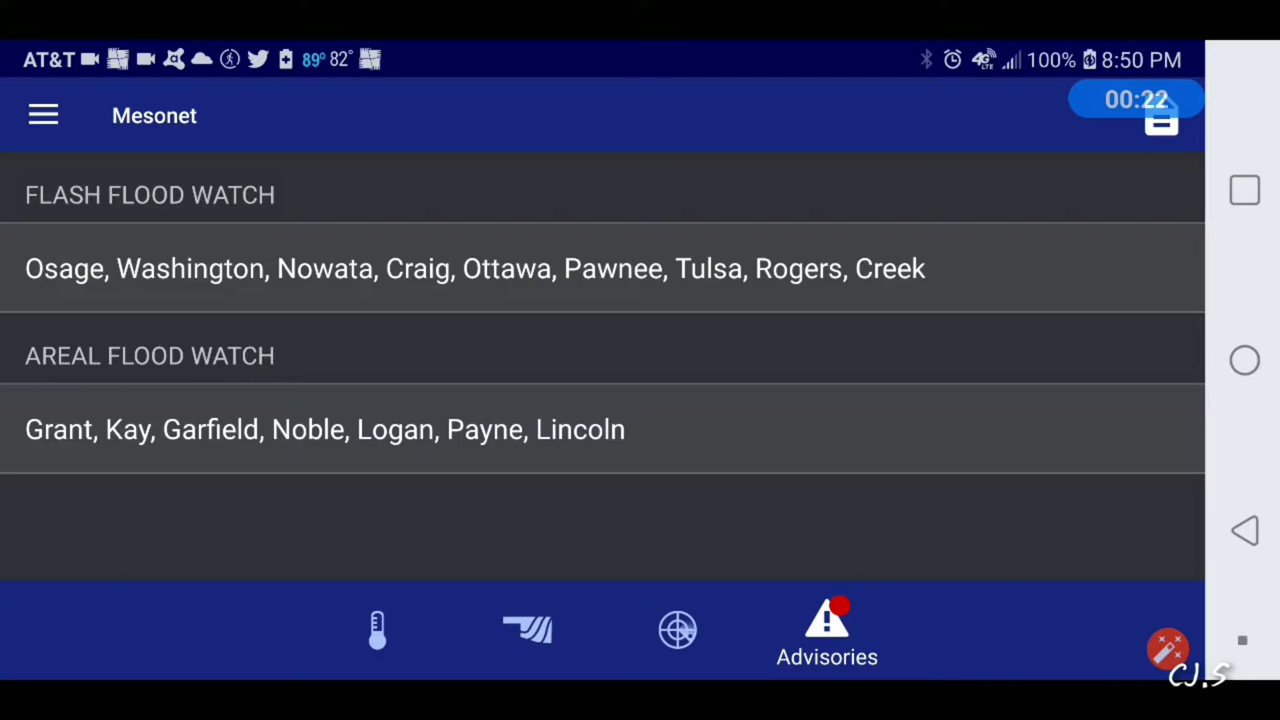 AT&T 89° 82° 100% 8:50 PM
Mesonet
00:22
FLASH FLOOD WATCH
Osage, Washington, Nowata, Craig, Ottawa, Pawnee, Tulsa, Rogers, Creek
AREAL FLOOD WATCH
Grant, Kay, Garfield, Noble, Logan, Payne, Lincoln
Advisories
CJ.S